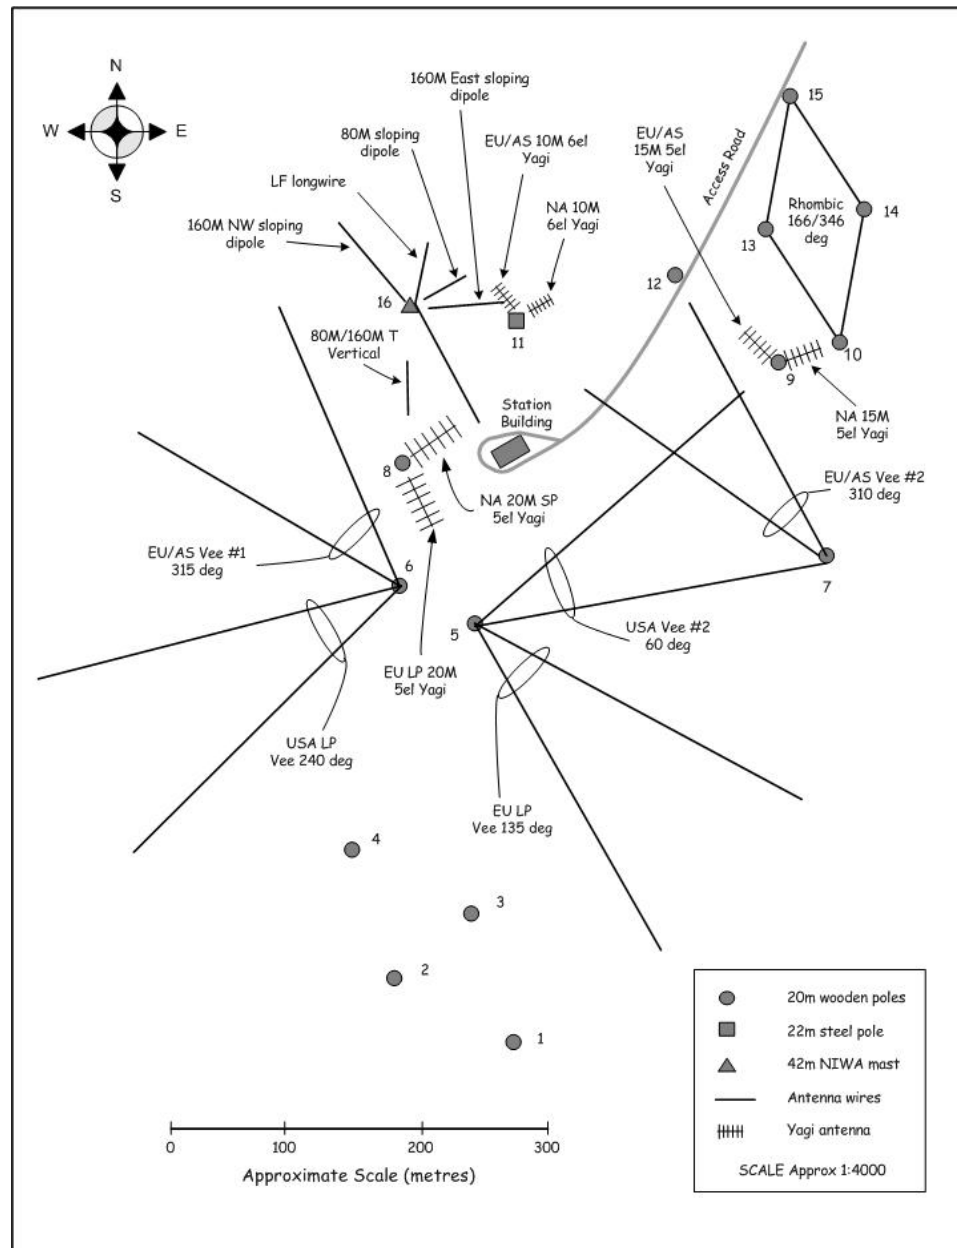 N
W
E
S
160M East sloping
dipole
80M sloping
dipole
EU/AS 10M 6el
Yagi
EU/AS
15M 5el
Yagi
LF longwire
NA 10M
6el Yagi
160M NW sloping
dipole
Access Road
15
Rhombic
166/346
deg
14
13
12
16
11
10
9
80M/160M T
Vertical
Station
Building
NA 15M
5el Yagi
8
NA 20M SP
5el Yagi
EU/AS Vee #2
310 deg
EU/AS Vee #1
315 deg
6
7
5
USA Vee #2
60 deg
EU LP 20M
5el Yagi
USA LP
Vee 240 deg
EU LP
Vee 135 deg
4
3
2
1
20m wooden poles
22m steel pole
42m NIWA mast
Antenna wires
Yagi antenna
SCALE Approx 1:4000
0
100
200
300
Approximate Scale (metres)